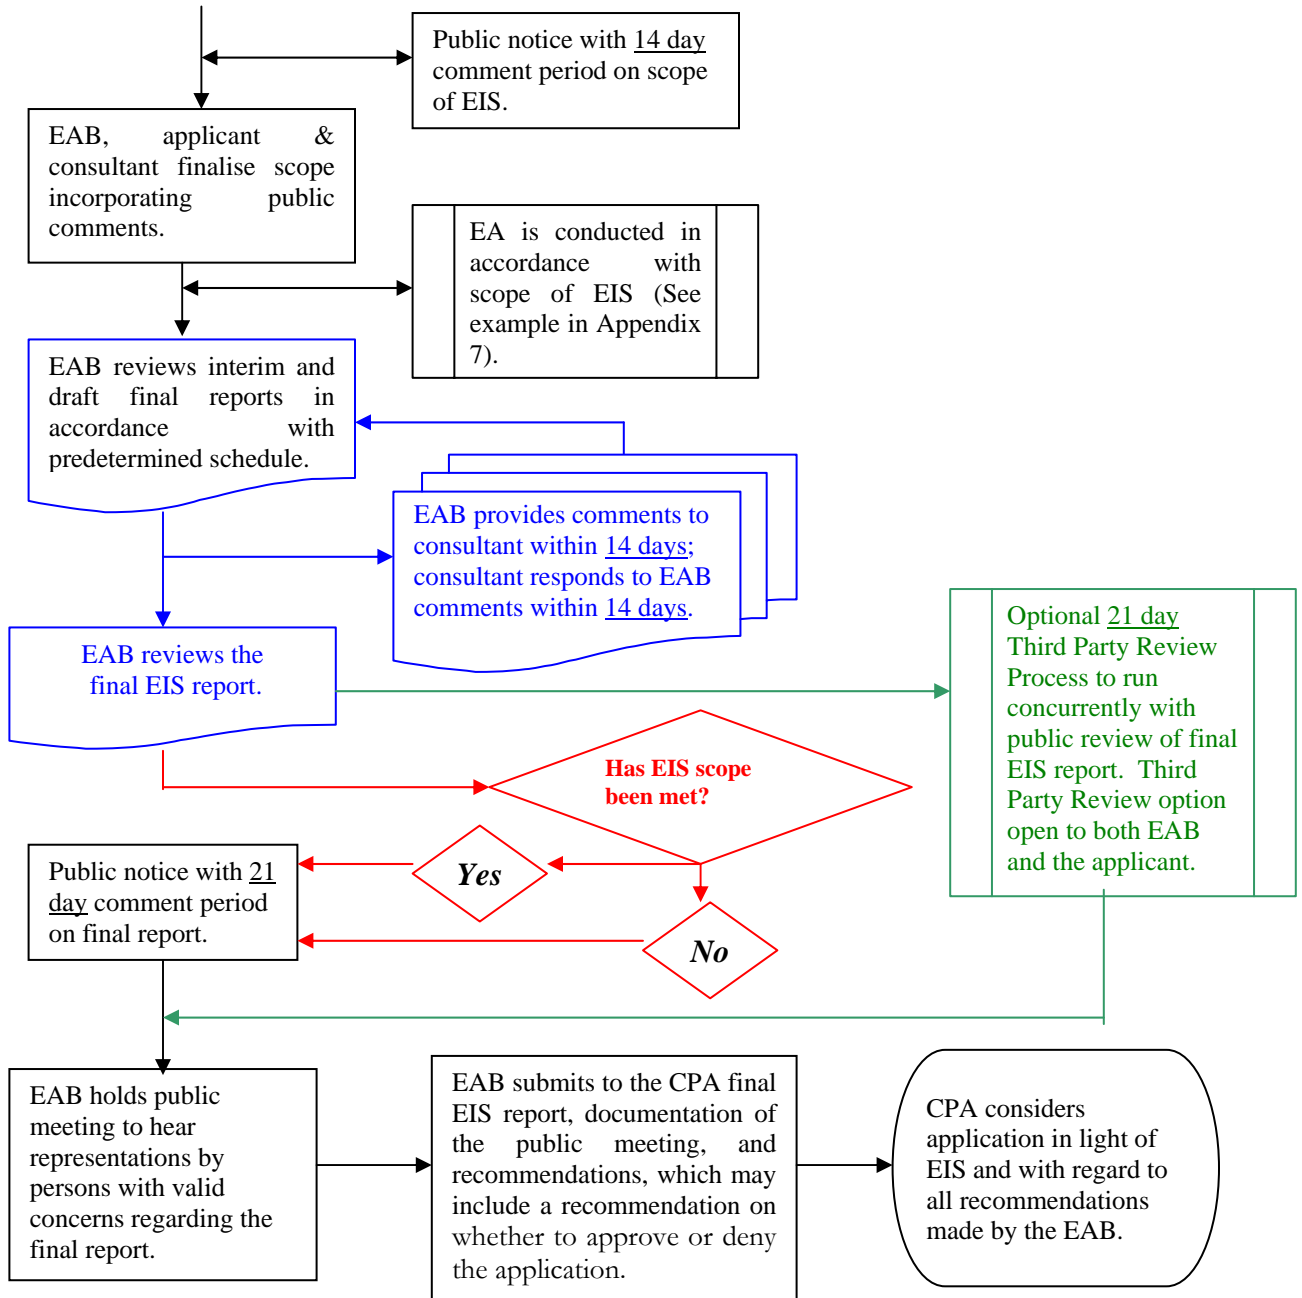 Public notice with 14 day
comment period on scope
of EIS.
EAB, applicant &
consultant finalise scope
incorporating public
comments.
EA is conducted in
accordance with
scope of EIS (See
example in Appendix
7).
EAB reviews interim and
draft final reports in
accordance with
predetermined schedule.
EAB provides comments to
consultant within 14 days;
consultant responds to EAB
comments within 14 days.
EAB reviews the
final EIS report.
Optional 21 day
Third Party Review
Process to run
concurrently with
public review of final
EIS report. Third
Party Review option
open to both EAB
and the applicant.
Has EIS scope
been met?
Yes
No
Public notice with 21
day comment period
on final report.
EAB holds public
meeting to hear
representations by
persons with valid
concerns regarding the
final report.
EAB submits to the CPA final
EIS report, documentation of
the public meeting, and
recommendations, which may
include a recommendation on
whether to approve or deny
the application.
CPA considers
application in light of
EIS and with regard to
all recommendations
made by the EAB.